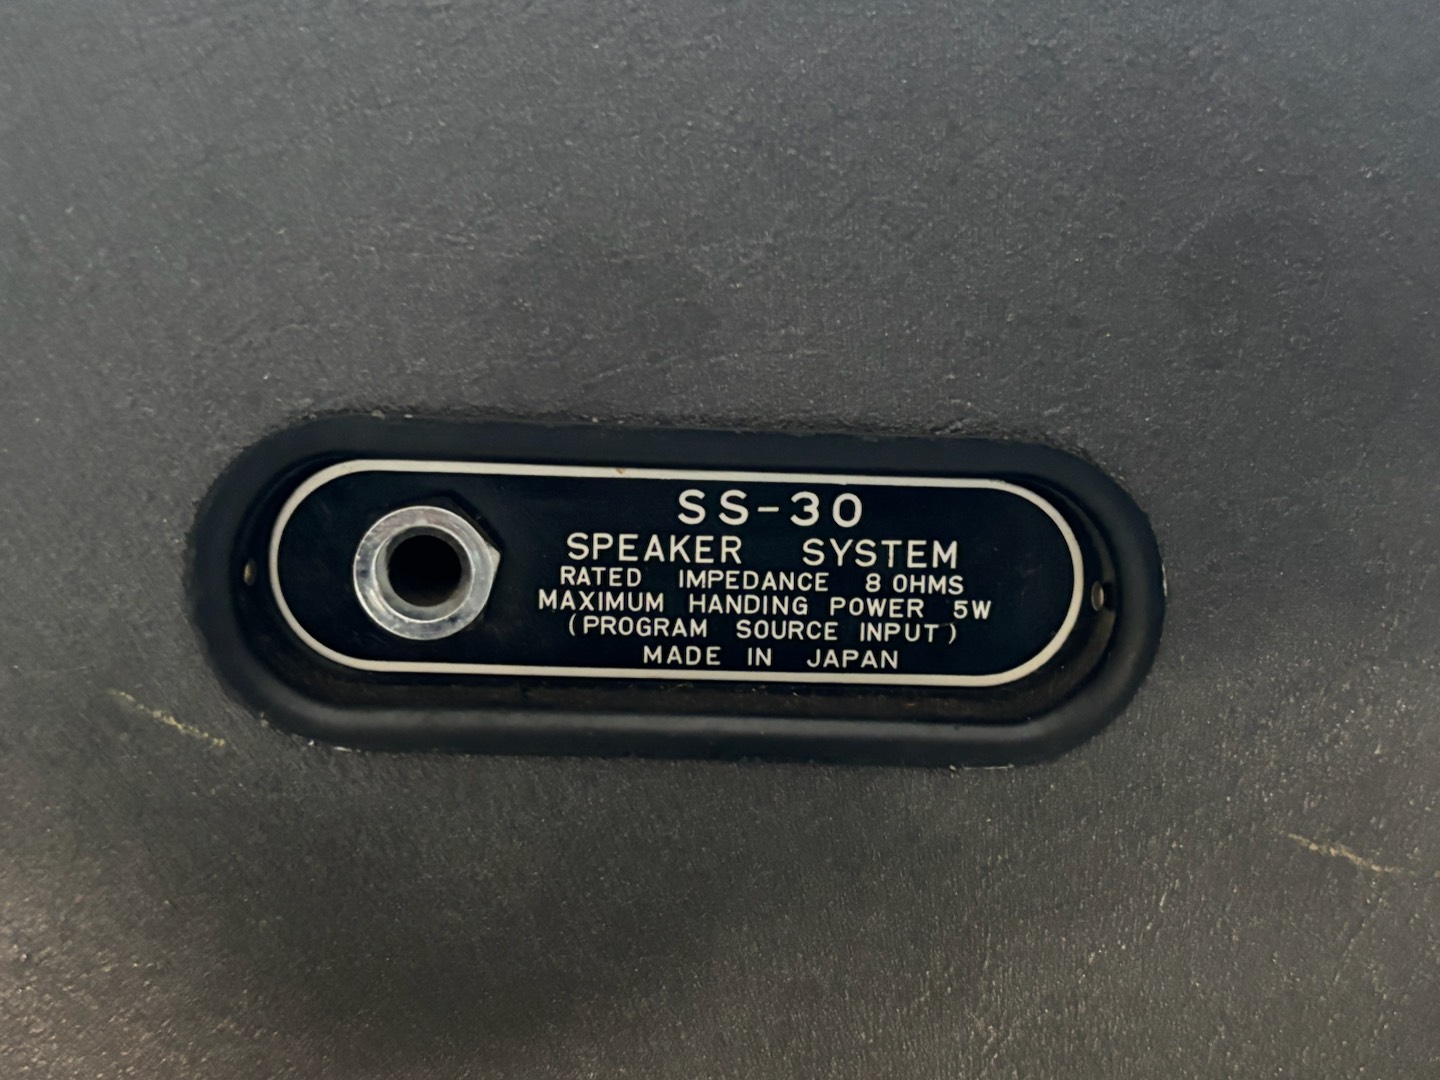 SS-30
SPEAKER SYSTEM
RATED IMPEDANCE 8 OHMS
MAXIMUM HANDING POWER 5W
(PROGRAM SOURCE INPUT)
MADE IN JAPAN